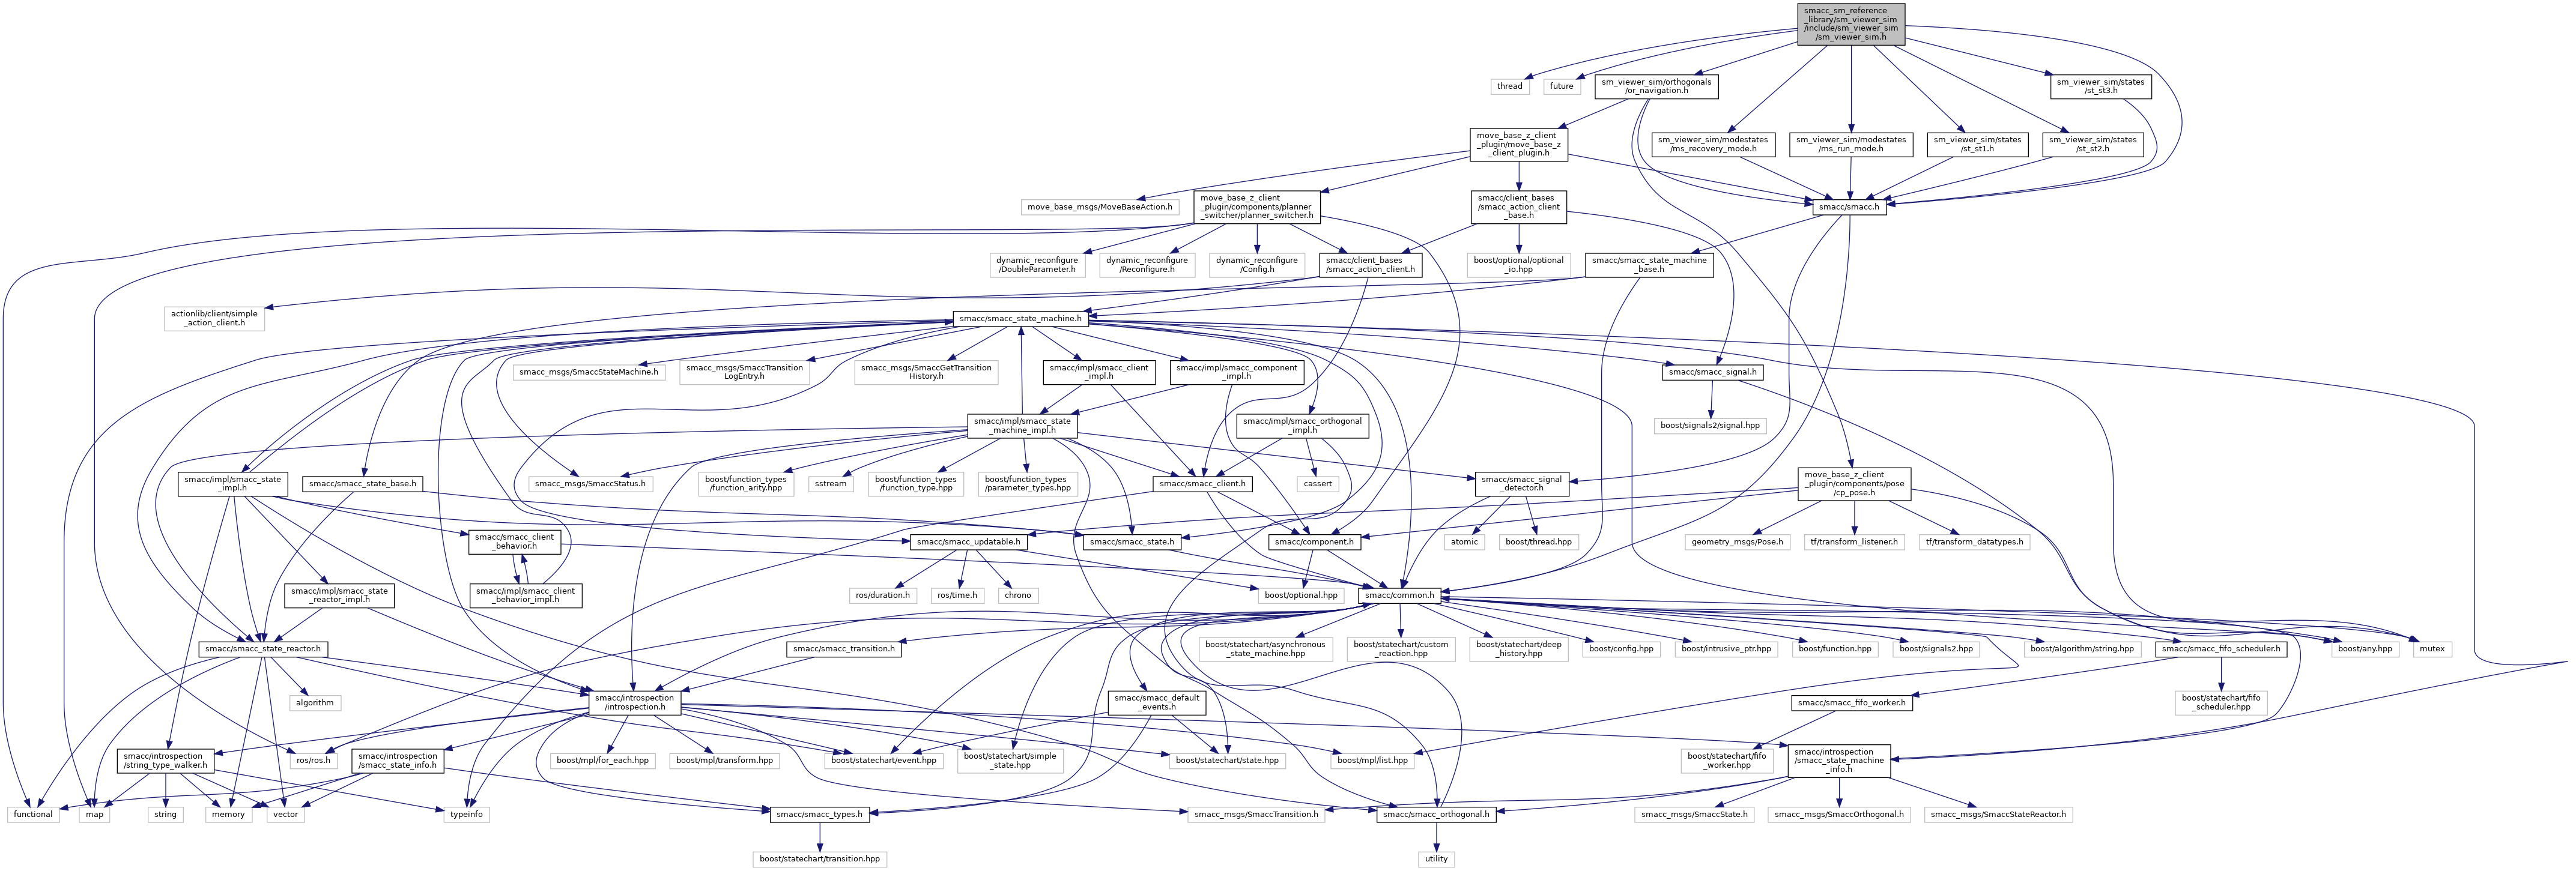 smacc_sm_reference
_library/sm_viewer_sim
/include/sm_viewer_sim
/sm_viewer_sim.h
thread
future
sm_viewer_sim/orthogonals
/or_navigation.h
sm_viewer_sim/states
/st_st3.h
move_base_z_client
_plugin/move_base_z
_client_plugin.h
sm_viewer_sim/modestates
/ms_recovery_mode.h
sm_viewer_sim/modestates
/ms_run_mode.h
sm_viewer_sim/states
/st_st1.h
sm_viewer_sim/states
/st_st2.h
move_base_msgs/MoveBaseAction.h
move_base_z_client
_plugin/components/planner
_switcher/planner_switcher.h
smacc/client_bases
/smacc_action_client
_base.h
smacc/smacc.h
dynamic_reconfigure
/DoubleParameter.h
dynamic_reconfigure
/Reconfigure.h
dynamic_reconfigure
/Config.h
smacc/client_bases
/smacc_action_client.h
boost/optional/optional
_io.hpp
smacc/smacc_state_machine
_base.h
actionlib/client/simple
_action_client.h
smacc/smacc_state_machine.h
smacc_msgs/SmaccStateMachine.h
smacc_msgs/SmaccTransition
LogEntry.h
smacc_msgs/SmaccGetTransition
History.h
smacc/impl/smacc_client
_impl.h
smacc/impl/smacc_component
_impl.h
smacc/smacc_signal.h
smacc/impl/smacc_state
_machine_impl.h
smacc/impl/smacc_orthogonal
_impl.h
boost/signals2/signal.hpp
smacc/impl/smacc_state
_impl.h
smacc/smacc_state_base.h
smacc_msgs/SmaccStatus.h
boost/function_types
/function_arity.hpp
sstream
boost/function_types
/function_type.hpp
boost/function_types
/parameter_types.hpp
smacc/smacc_client.h
cassert
smacc/smacc_signal
_detector.h
move_base_z_client
_plugin/components/pose
/cp_pose.h
smacc/smacc_client
_behavior.h
smacc/smacc_updatable.h
smacc/smacc_state.h
smacc/component.h
atomic
boost/thread.hpp
geometry_msgs/Pose.h
tf/transform_listener.h
tf/transform_datatypes.h
smacc/impl/smacc_state
_reactor_impl.h
smacc/impl/smacc_client
_behavior_impl.h
ros/duration.h
ros/time.h
chrono
boost/optional.hpp
smacc/common.h
smacc/smacc_state_reactor.h
smacc/smacc_transition.h
boost/statechart/asynchronous
_state_machine.hpp
boost/statechart/custom
_reaction.hpp
boost/statechart/deep
_history.hpp
boost/config.hpp
boost/intrusive_ptr.hpp
boost/function.hpp
boost/signals2.hpp
boost/algorithm/string.hpp
smacc/smacc_fifo_scheduler.h
boost/any.hpp
mutex
algorithm
smacc/introspection
/introspection.h
smacc/smacc_default
_events.h
smacc/smacc_fifo_worker.h
boost/statechart/fifo
_scheduler.hpp
smacc/introspection
/string_type_walker.h
ros/ros.h
smacc/introspection
/smacc_state_info.h
boost/mpl/for_each.hpp
boost/mpl/transform.hpp
boost/statechart/event.hpp
boost/statechart/simple
_state.hpp
boost/statechart/state.hpp
boost/mpl/list.hpp
boost/statechart/fifo
_worker.hpp
smacc/introspection
/smacc_state_machine
_info.h
functional
map
string
memory
vector
typeinfo
smacc/smacc_types.h
smacc_msgs/SmaccTransition.h
smacc/smacc_orthogonal.h
smacc_msgs/SmaccState.h
smacc_msgs/SmaccOrthogonal.h
smacc_msgs/SmaccStateReactor.h
boost/statechart/transition.hpp
utility